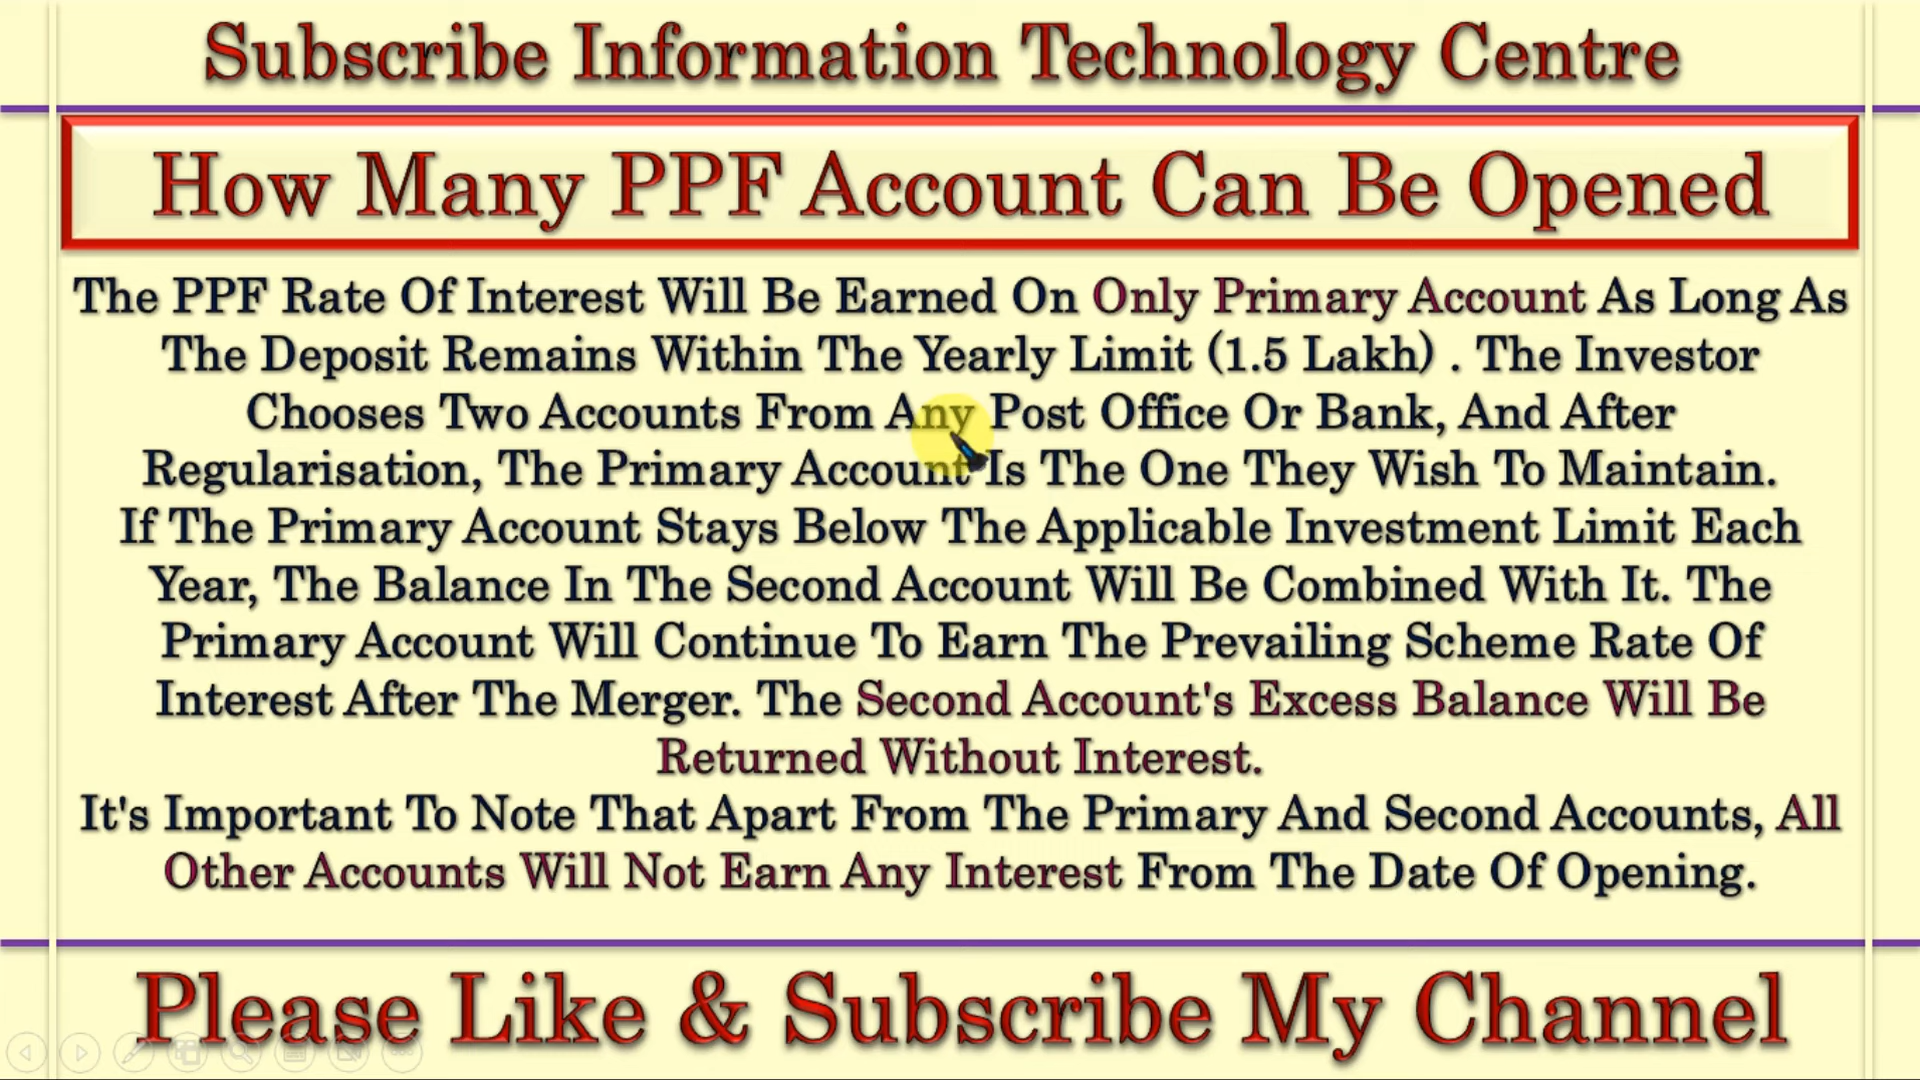 Subscribe Information Technology Centre
How Many PPF Account Can Be Opened
The PPF Rate Of Interest Will Be Earned On Only Primary Account As Long As
The Deposit Remains Within The Yearly Limit (1.5 Lakh) . The Investor
Chooses Two Accounts From Any Post Office Or Bank, And After
Regularisation, The Primary Account Is The One They Wish To Maintain.
If The Primary Account Stays Below The Applicable Investment Limit Each
Year, The Balance In The Second Account Will Be Combined With It. The
Primary Account Will Continue To Earn The Prevailing Scheme Rate Of
Interest After The Merger. The Second Account's Excess Balance Will Be
Returned Without Interest.
It's Important To Note That Apart From The Primary And Second Accounts, All
Other Accounts Will Not Earn Any Interest From The Date Of Opening.
Please Like & Subscribe My Channel